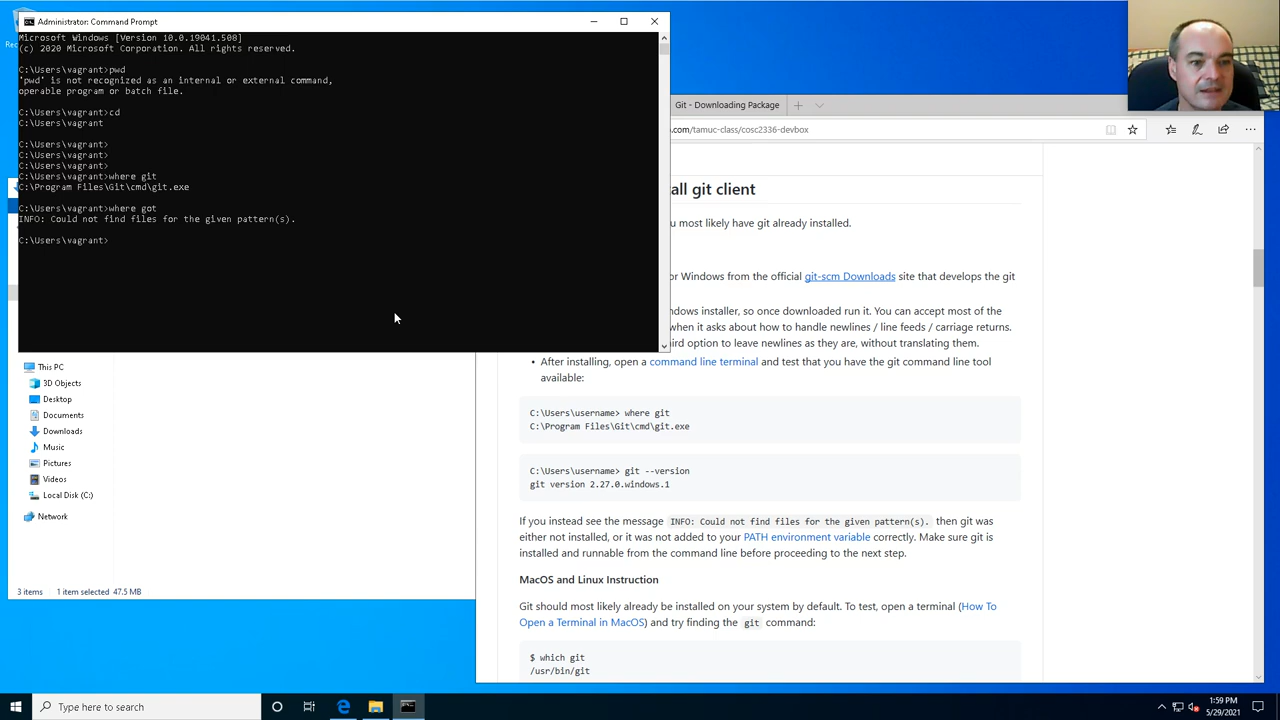 Administrator: Command Prompt
Microsoft Windows [Version 10.0.19041.508]
(c) 2020 Microsoft Corporation. All rights reserved.
C:\Users\vagrant>pwd
'pwd' is not recognized as an internal or external command,
operable program or batch file.
C:\Users\vagrant>cd
C:\Users\vagrant
C:\Users\vagrant>
C:\Users\vagrant>
C:\Users\vagrant>
C:\Users\vagrant>where git
C:\Program Files\Git\cmd\git.exe
C:\Users\vagrant>where got
INFO: Could not find files for the given pattern(s).
C:\Users\vagrant>
Git - Downloading Package
/tamuc-class/cosc2336-devbox
all git client
u most likely have git already installed.
or Windows from the official git-scm Downloads site that develops the git
ndows installer, so once downloaded run it. You can accept most of the
when it asks about how to handle newlines / line feeds / carriage returns.
hird option to leave newlines as they are, without translating them.
• After installing, open a command line terminal and test that you have the git command line tool
available:
C:\Users\username> where git
C:\Program Files\Git\cmd\git.exe
C:\Users\username> git --version
git version 2.27.0.windows.1
If you instead see the message INFO: Could not find files for the given pattern(s). then git was
either not installed, or it was not added to your PATH environment variable correctly. Make sure git is
installed and runnable from the command line before proceeding to the next step.
MacOS and Linux Instruction
Git should most likely already be installed on your system by default. To test, open a terminal (How To
Open a Terminal in MacOS) and try finding the git command:
$ which git
/usr/bin/git
This PC
3D Objects
Desktop
Documents
Downloads
Music
Pictures
Videos
Local Disk (C:)
Network
3 items 1 item selected 47.5 MB
Type here to search
1:59 PM
5/29/2021